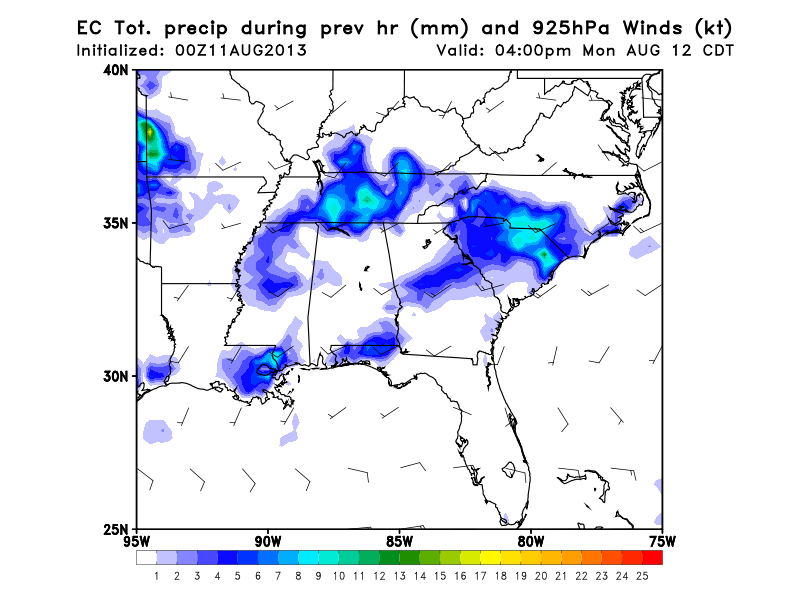 EC Tot. precip during prev hr (mm) and 925hPa Winds (kt)
Initialized: 00Z11AUG2013 Valid: 04:00pm Mon AUG 12 CDT
40N
35N
30N
25N
95W 90W 85W 80W 75W
1 2 3 4 5 6 7 8 9 10 11 12 13 14 15 16 17 18 19 20 21 22 23 24 25